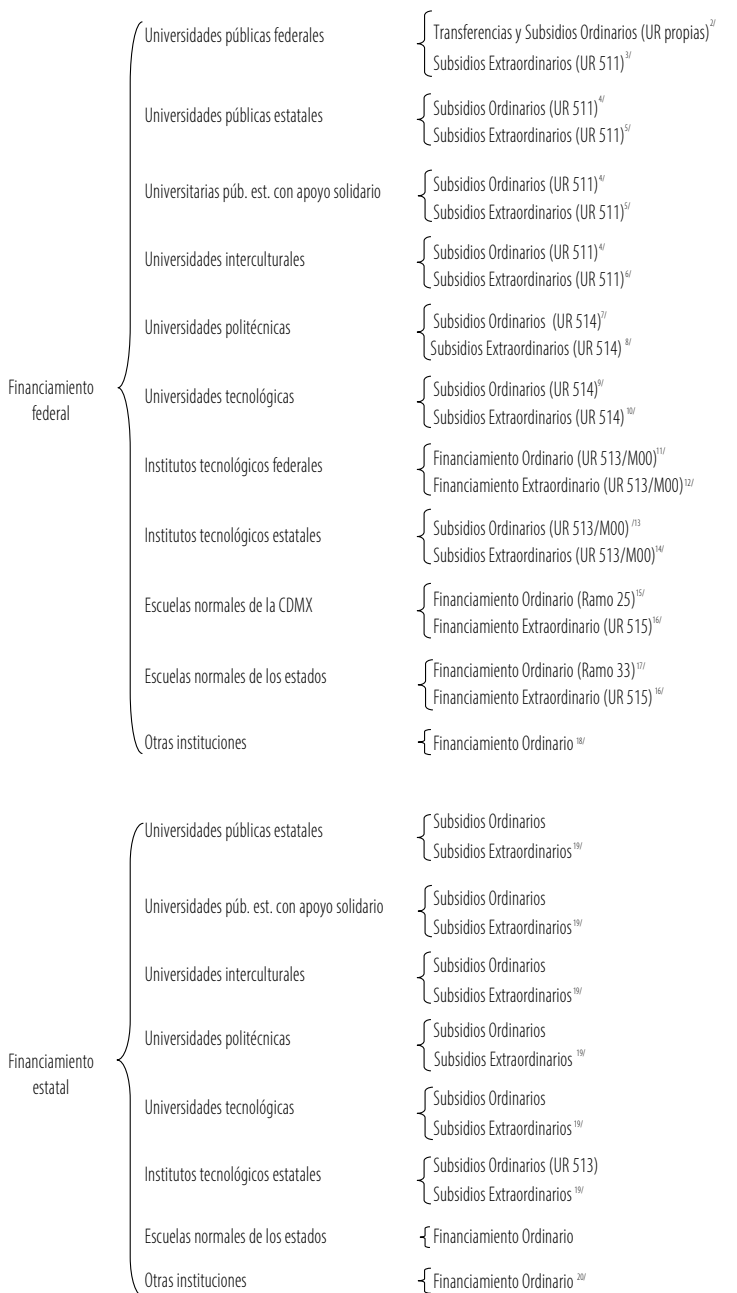 Financiamiento
federal
Universidades públicas federales
Transferencias y Subsidios Ordinarios (UR propias)2/
Subsidios Extraordinarios (UR 511)3/
Universidades públicas estatales
Subsidios Ordinarios (UR 511)4/
Subsidios Extraordinarios (UR 511)5/
Universitarias púb. est. con apoyo solidario
Subsidios Ordinarios (UR 511)4/
Subsidios Extraordinarios (UR 511)5/
Universidades interculturales
Subsidios Ordinarios (UR 511)4/
Subsidios Extraordinarios (UR 511)6/
Universidades politécnicas
Subsidios Ordinarios (UR 514)7/
Subsidios Extraordinarios (UR 514) 8/
Universidades tecnológicas
Subsidios Ordinarios (UR 514)9/
Subsidios Extraordinarios (UR 514) 10/
Institutos tecnológicos federales
Financiamiento Ordinario (UR 513/M00)11/
Financiamiento Extraordinario (UR 513/M00)12/
Institutos tecnológicos estatales
Subsidios Ordinarios (UR 513/M00) /13
Subsidios Extraordinarios (UR 513/M00)14/
Escuelas normales de la CDMX
Financiamiento Ordinario (Ramo 25)15/
Financiamiento Extraordinario (UR 515)16/
Escuelas normales de los estados
Financiamiento Ordinario (Ramo 33)17/
Financiamiento Extraordinario (UR 515) 16/
Otras instituciones
Financiamiento Ordinario 18/
Financiamiento
estatal
Universidades públicas estatales
Subsidios Ordinarios
Subsidios Extraordinarios 19/
Universidades púb. est. con apoyo solidario
Subsidios Ordinarios
Subsidios Extraordinarios 19/
Universidades interculturales
Subsidios Ordinarios
Subsidios Extraordinarios 19/
Universidades politécnicas
Subsidios Ordinarios
Subsidios Extraordinarios 19/
Universidades tecnológicas
Subsidios Ordinarios
Subsidios Extraordinarios 19/
Institutos tecnológicos estatales
Subsidios Ordinarios (UR 513)
Subsidios Extraordinarios 19/
Escuelas normales de los estados
Financiamiento Ordinario
Otras instituciones
Financiamiento Ordinario 20/